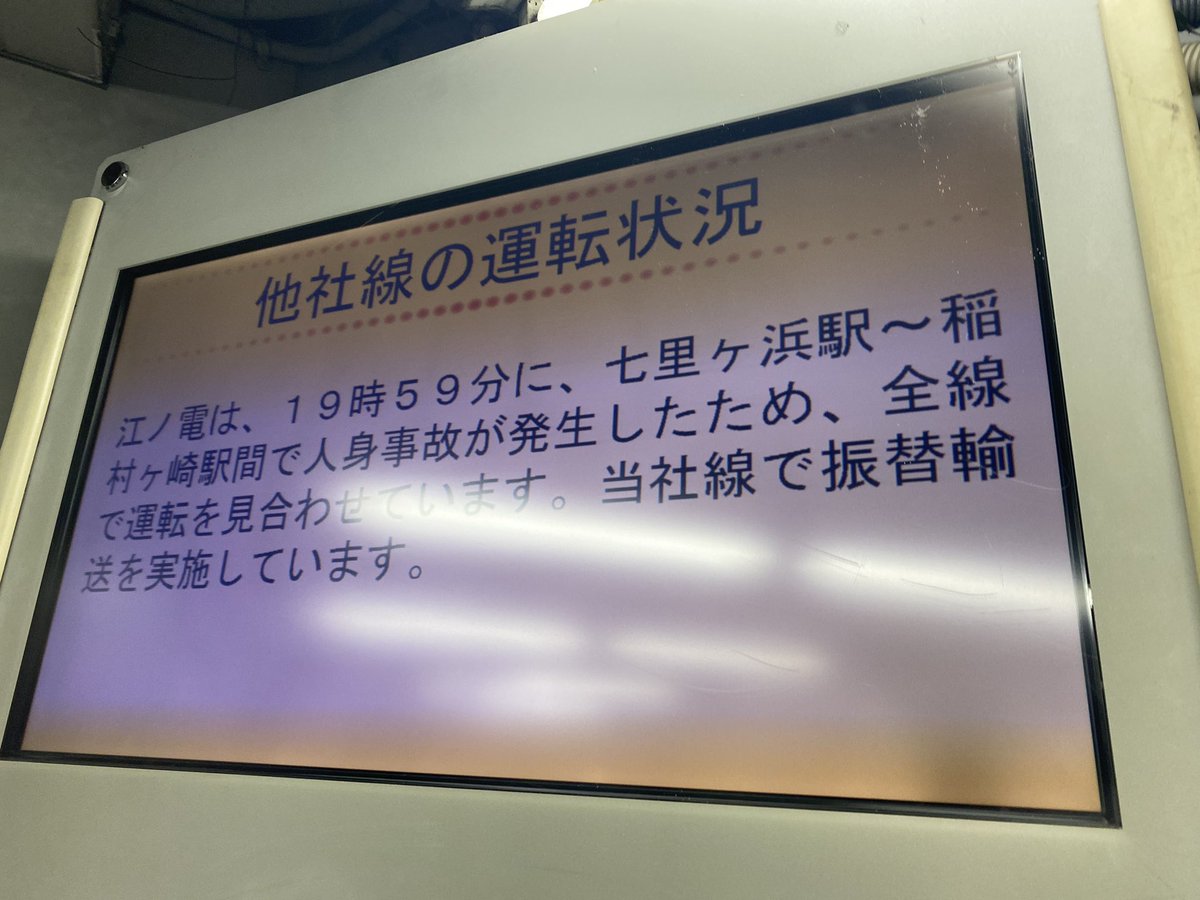 他社線の運転状況
江ノ電は、１９時５９分に、七里ヶ浜駅～稲
村ヶ崎駅間で人身事故が発生したため、全線
で運転を見合わせています。当社線で振替輸
送を実施しています。